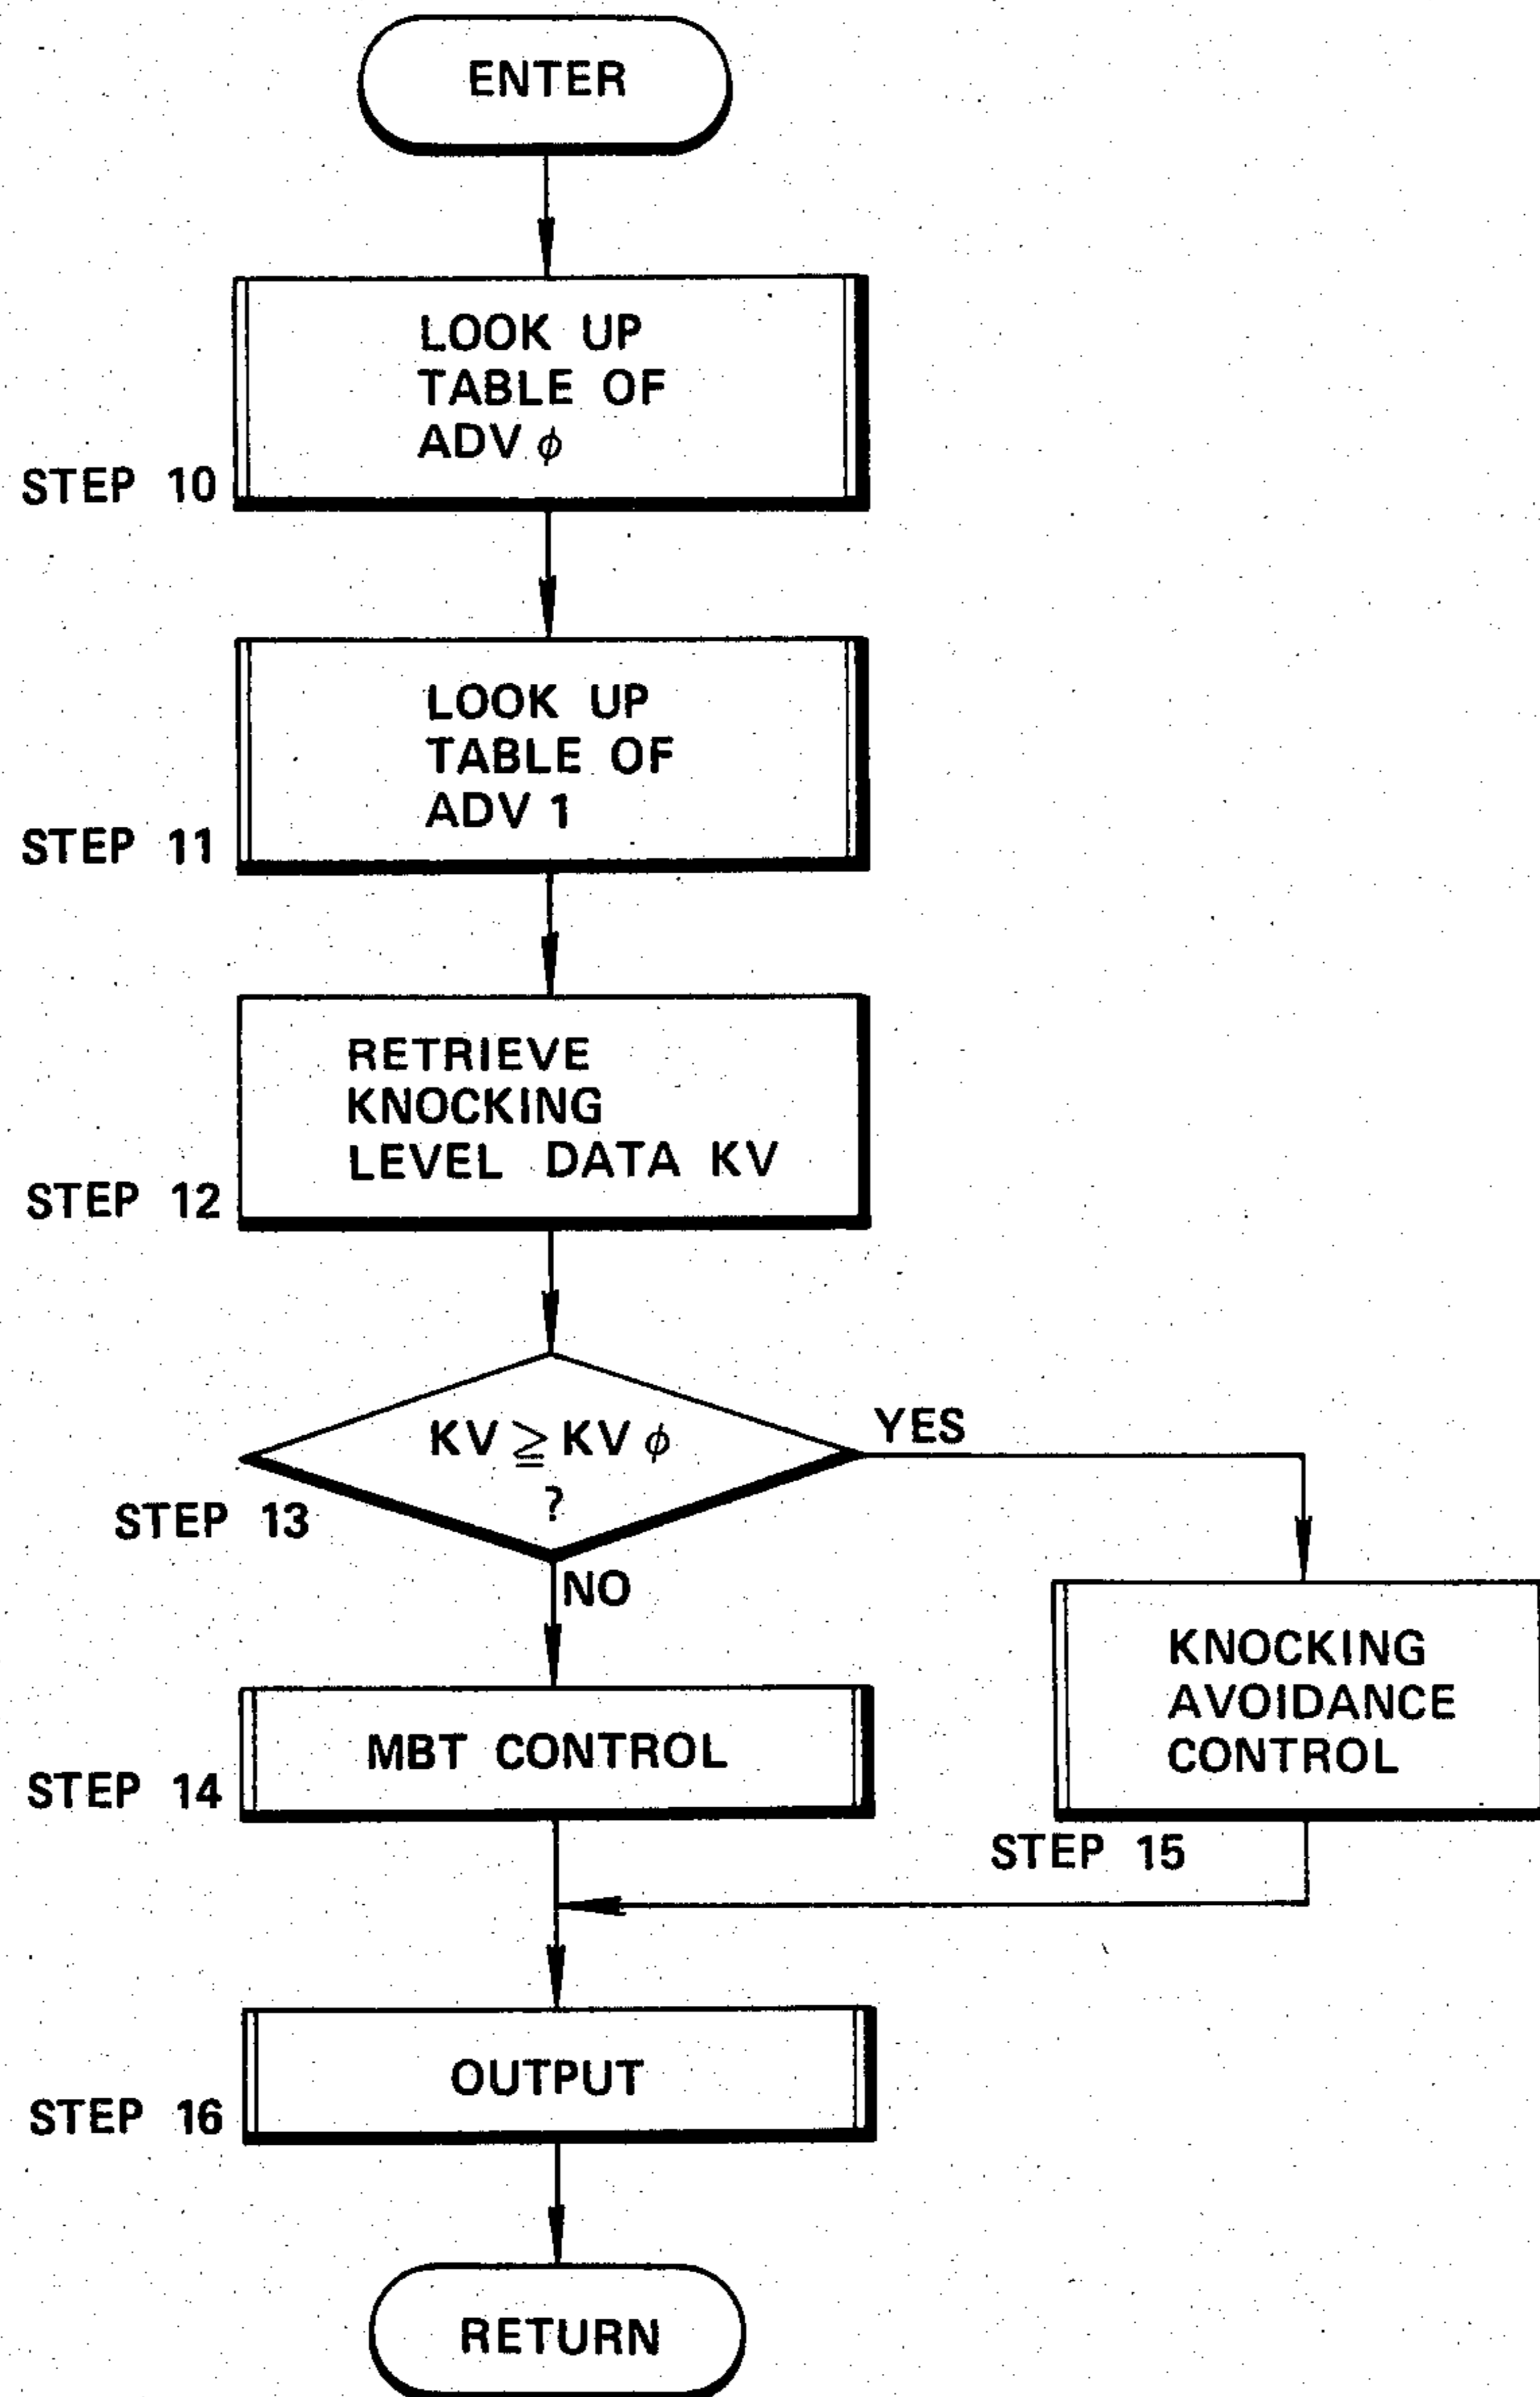 ENTER
LOOK UP
TABLE OF
ADV ϕ
STEP 10
LOOK UP
TABLE OF
ADV 1
STEP 11
RETRIEVE
KNOCKING
LEVEL DATA KV
STEP 12
KV ≧ KV ϕ
?
YES
STEP 13
NO
KNOCKING
AVOIDANCE
CONTROL
MBT CONTROL
STEP 14
STEP 15
OUTPUT
STEP 16
RETURN